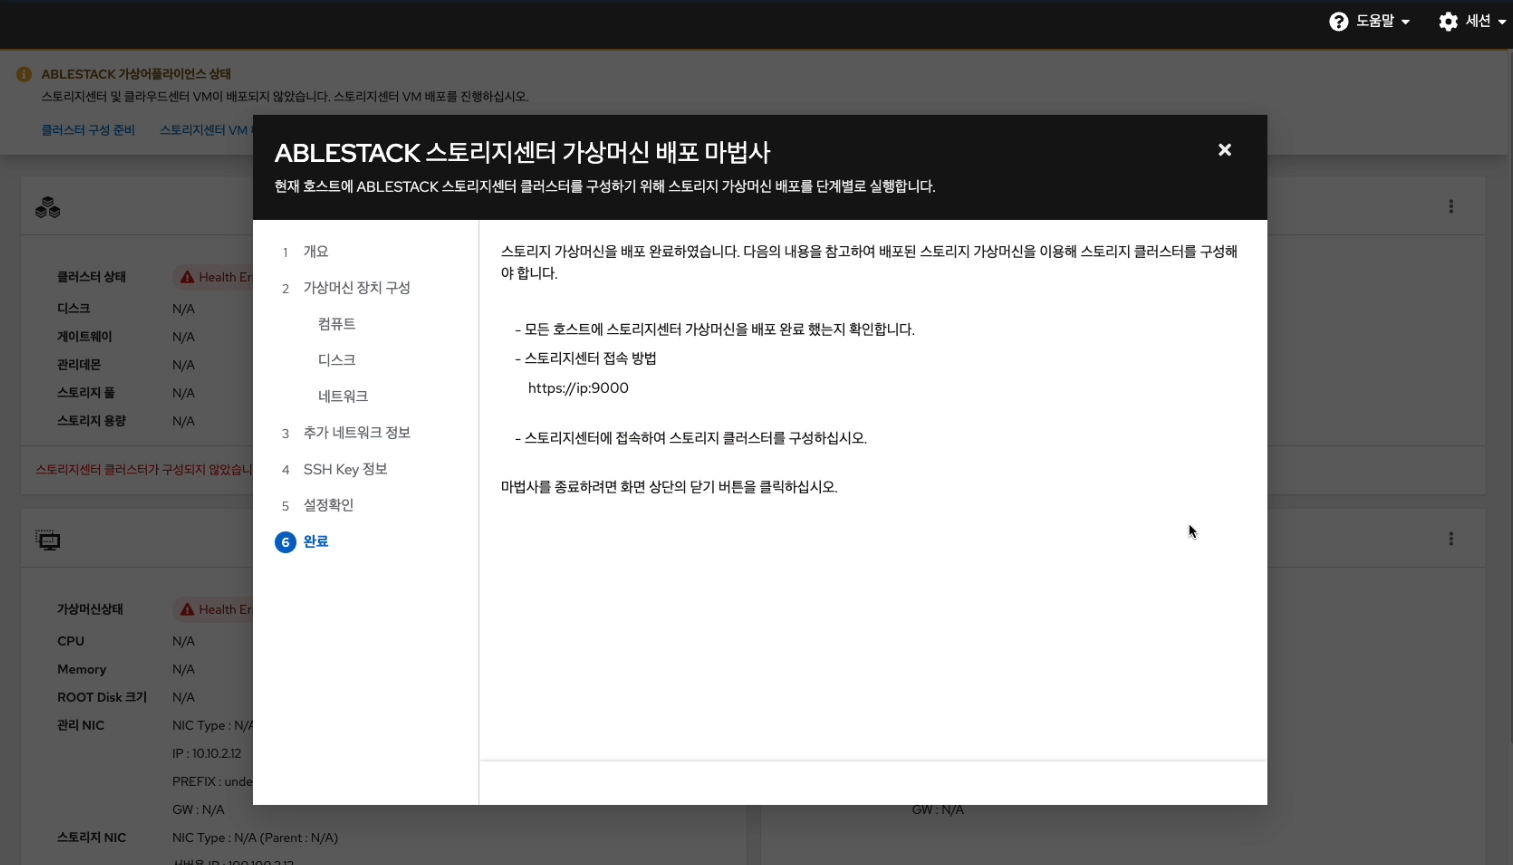 도움말
세션
ABLESTACK 가상어플라이언스 상태
스토리지센터 및 클라우드센터 VM이 배포되지 않았습니다. 스토리지센터 VM 배포를 진행하십시오.
클러스터 구성 준비
스토리지센터 VM
ABLESTACK 스토리지센터 가상머신 배포 마법사
현재 호스트에 ABLESTACK 스토리지센터 클러스터를 구성하기 위해 스토리지 가상머신 배포를 단계별로 실행합니다.
1 개요
2 가상머신 장치 구성
컴퓨트
디스크
네트워크
3 추가 네트워크 정보
4 SSH Key 정보
5 설정확인
6 완료
스토리지 가상머신을 배포 완료하였습니다. 다음의 내용을 참고하여 배포된 스토리지 가상머신을 이용해 스토리지 클러스터를 구성해
야 합니다.
- 모든 호스트에 스토리지센터 가상머신을 배포 완료 했는지 확인합니다.
- 스토리지센터 접속 방법
https://ip:9000
- 스토리지센터에 접속하여 스토리지 클러스터를 구성하십시오.
마법사를 종료하려면 화면 상단의 닫기 버튼을 클릭하십시오.
클러스터 상태 Health Er
디스크 N/A
게이트웨이 N/A
관리데몬 N/A
스토리지 풀 N/A
스토리지 용량 N/A
스토리지센터 클러스터가 구성되지 않았습니
가상머신상태 Health Er
CPU N/A
Memory N/A
ROOT Disk 크기 N/A
관리 NIC NIC Type : N/A
IP : 10.10.2.12
PREFIX : unde
GW : N/A
GW : N/A
스토리지 NIC NIC Type : N/A (Parent : N/A)